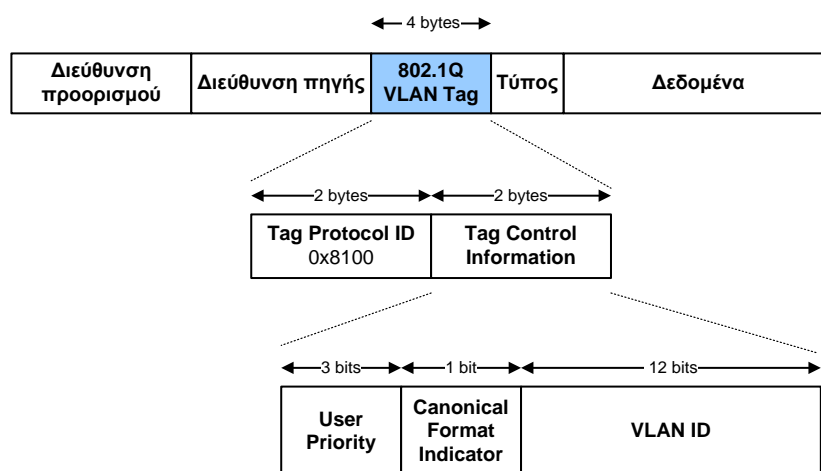 4 bytes
Διεύθυνση
προορισμού
Διεύθυνση πηγής
802.1Q
VLAN Tag
Τύπος
Δεδομένα
2 bytes
2 bytes
Tag Protocol ID
0x8100
Tag Control
Information
3 bits
1 bit
12 bits
User
Priority
Canonical
Format
Indicator
VLAN ID